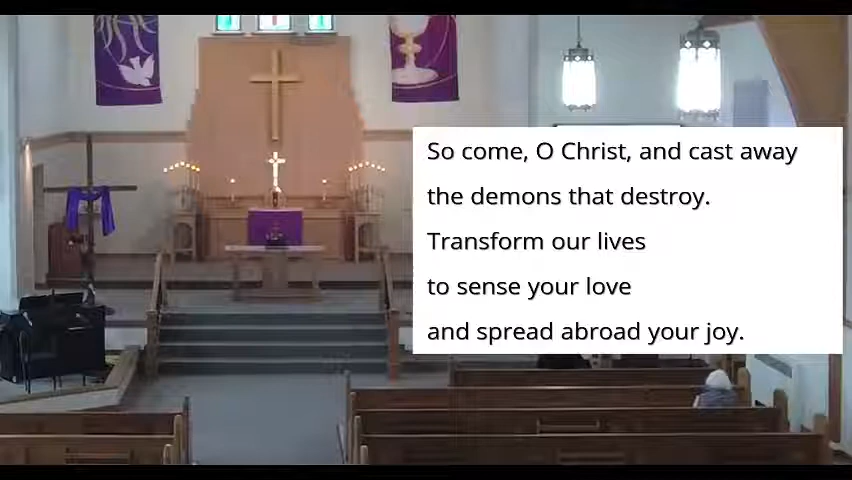 So come, O Christ, and cast away
the demons that destroy.
Transform our lives
to sense your love
and spread abroad your joy.